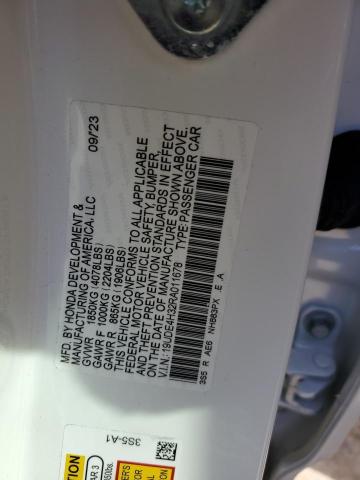 MFD. BY HONDA DEVELOPMENT &
MANUFACTURING OF AMERICA, LLC 09/23
GVWR 1850KG (4078LBS)
GAWR F 1000KG (2204LBS)
GAWR R 865KG (1906LBS)
THIS VEHICLE CONFORMS TO ALL APPLICABLE
FEDERAL MOTOR VEHICLE SAFETY BUMPER,
AND THEFT PREVENTION STANDARDS IN EFFECT
ON THE DATE OF MANUFACTURE SHOWN ABOVE.
V.I.N.: 19UDE4H32RA011678 TYPE:PASSENGER CAR
3S5 R AE6 NH883PX E A
3S5-A1